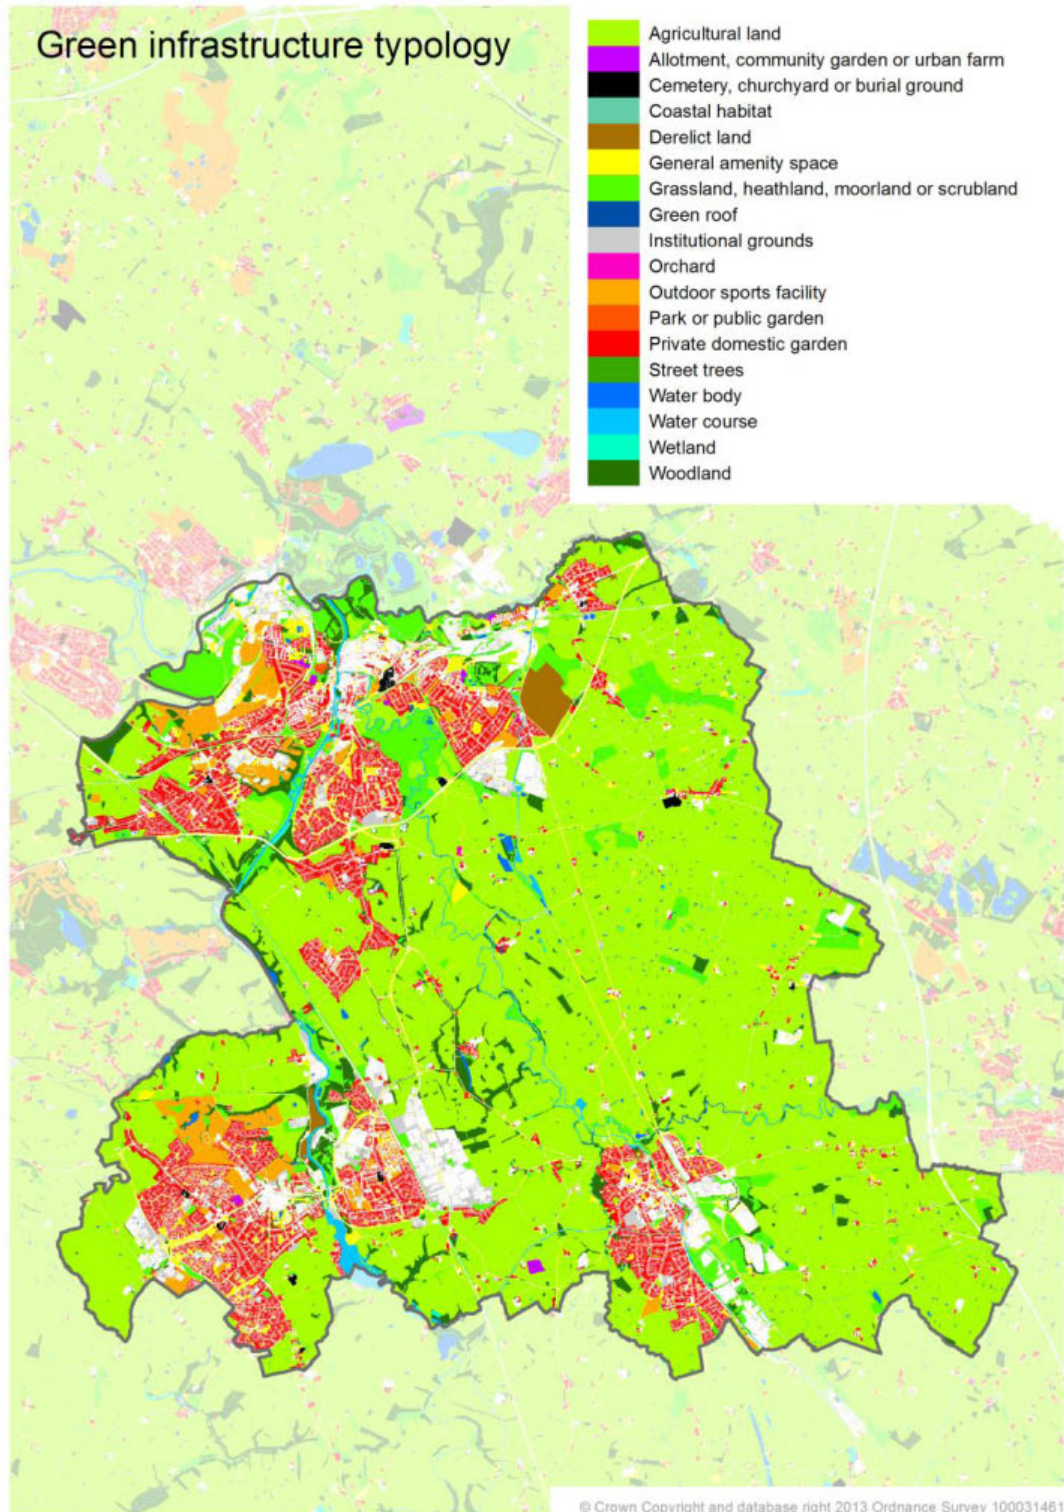 Green infrastructure typology
Agricultural land
Allotment, community garden or urban farm
Cemetery, churchyard or burial ground
Coastal habitat
Derelict land
General amenity space
Grassland, heathland, moorland or scrubland
Green roof
Institutional grounds
Orchard
Outdoor sports facility
Park or public garden
Private domestic garden
Street trees
Water body
Water course
Wetland
Woodland
© Crown Copyright and database right 2013 Ordnance Survey 100031461